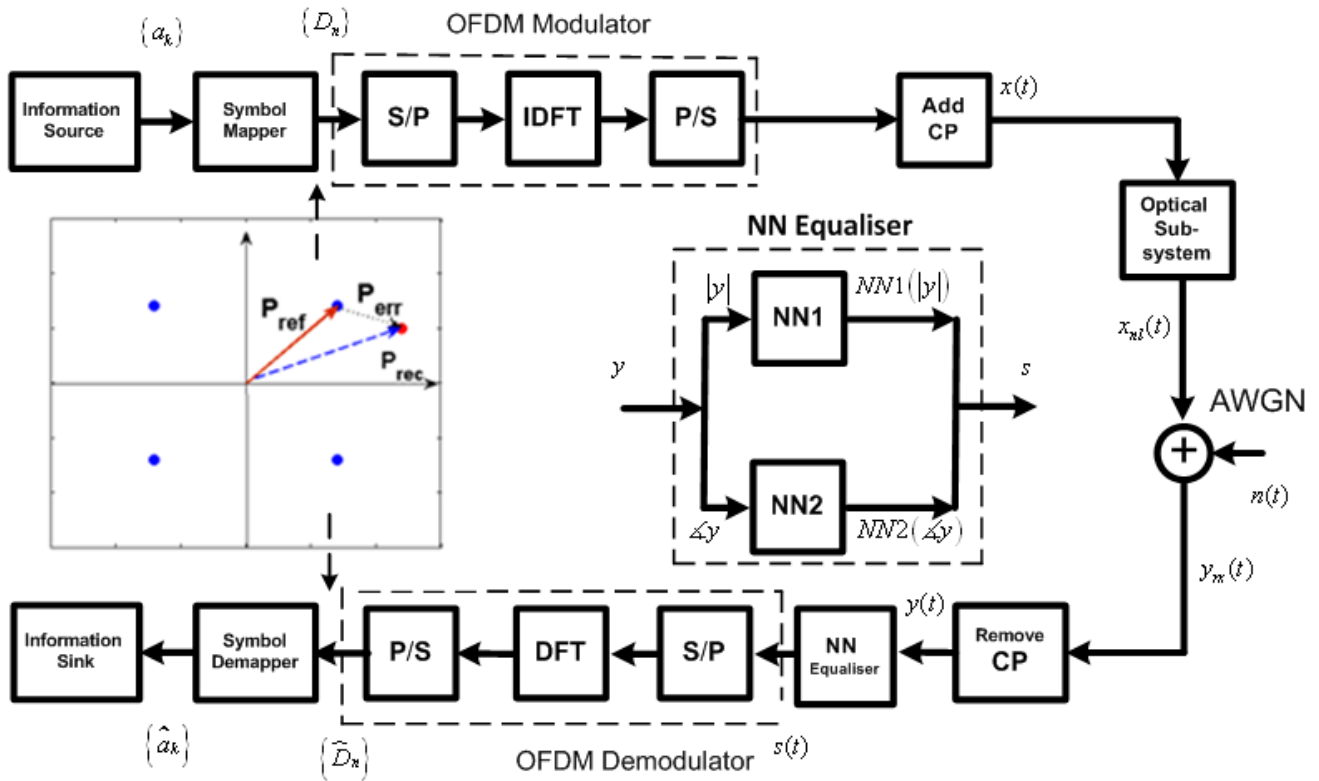 {a_k}
{D_n}
OFDM Modulator
Information
Source
Symbol
Mapper
S/P
IDFT
P/S
Add
CP
x(t)
Optical
Sub-
system
P_ref
P_err
P_rec
NN Equaliser
|y|
NN1
NN1(|y|)
y
s
∡y
NN2
NN2(∡y)
x_nl(t)
AWGN
+
n(t)
y_rx(t)
Information
Sink
Symbol
Demapper
P/S
DFT
S/P
NN
Equaliser
y(t)
Remove
CP
{â_k}
{D̂_n}
OFDM Demodulator
s(t)